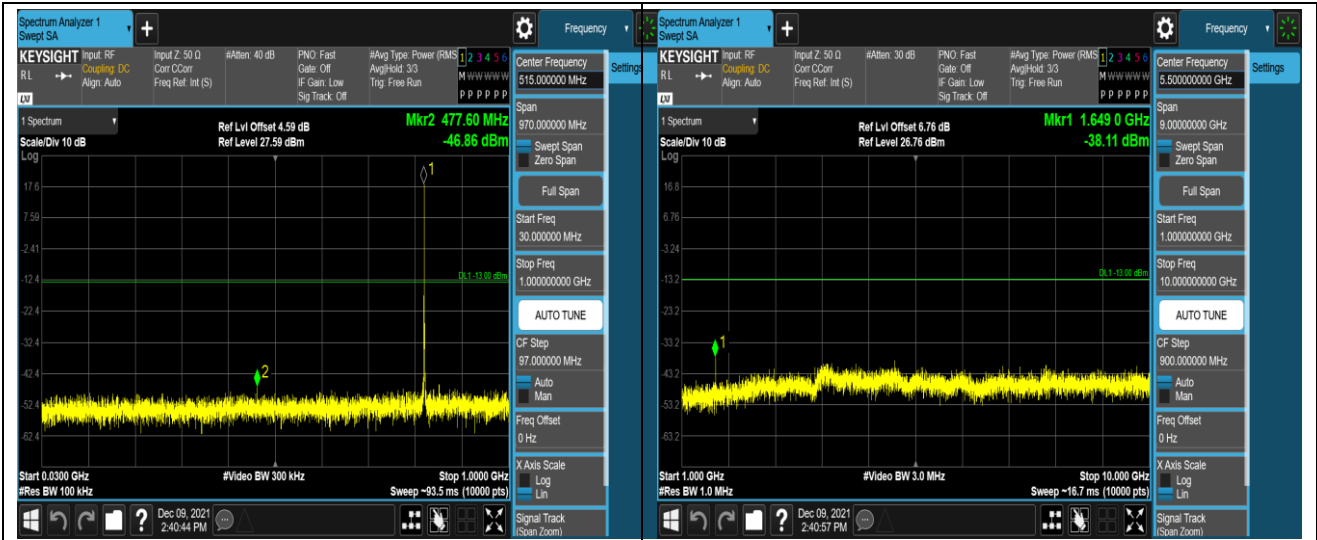 Spectrum Analyzer 1
Swept SA
+
Frequency
KEYSIGHT
RL
LXI
Input: RF
Coupling: DC
Align: Auto
Input Z: 50 Ω
Corr CCorr
Freq Ref: Int (S)
#Atten: 40 dB
PNO: Fast
Gate: Off
IF Gain: Low
Sig Track: Off
#Avg Type: Power (RMS
Avg|Hold: 3/3
Trig: Free Run
1 2 3 4 5 6
M W W W W W
P P P P P P
Center Frequency
515.000000 MHz
Settings
1 Spectrum
Scale/Div 10 dB
Log
Ref Lvl Offset 4.59 dB
Ref Level 27.59 dBm
Mkr2 477.60 MHz
-46.86 dBm
17.6
7.59
-2.41
-12.4
-22.4
-32.4
-42.4
-52.4
-62.4
1
DL1 -13.00 dBm
2
Start 0.0300 GHz
#Res BW 100 kHz
#Video BW 300 kHz
Stop 1.0000 GHz
Sweep ~93.5 ms (10000 pts)
Span
970.000000 MHz
Swept Span
Zero Span
Full Span
Start Freq
30.000000 MHz
Stop Freq
1.000000000 GHz
AUTO TUNE
CF Step
97.000000 MHz
Auto
Man
Freq Offset
0 Hz
X Axis Scale
Log
Lin
Signal Track
(Span Zoom)
?
Dec 09, 2021
2:40:44 PM
Spectrum Analyzer 1
Swept SA
+
Frequency
KEYSIGHT
RL
LXI
Input: RF
Coupling: DC
Align: Auto
Input Z: 50 Ω
Corr CCorr
Freq Ref: Int (S)
#Atten: 30 dB
PNO: Fast
Gate: Off
IF Gain: Low
Sig Track: Off
#Avg Type: Power (RMS
Avg|Hold: 3/3
Trig: Free Run
1 2 3 4 5 6
M W W W W W
P P P P P P
Center Frequency
5.500000000 GHz
Settings
1 Spectrum
Scale/Div 10 dB
Log
Ref Lvl Offset 6.76 dB
Ref Level 26.76 dBm
Mkr1 1.649 0 GHz
-38.11 dBm
16.8
6.76
-3.24
-13.2
-23.2
-33.2
-43.2
-53.2
-63.2
DL1 -13.00 dBm
1
Start 1.000 GHz
#Res BW 1.0 MHz
#Video BW 3.0 MHz
Stop 10.000 GHz
Sweep ~16.7 ms (10000 pts)
Span
9.00000000 GHz
Swept Span
Zero Span
Full Span
Start Freq
1.000000000 GHz
Stop Freq
10.000000000 GHz
AUTO TUNE
CF Step
900.000000 MHz
Auto
Man
Freq Offset
0 Hz
X Axis Scale
Log
Lin
Signal Track
(Span Zoom)
?
Dec 09, 2021
2:40:57 PM